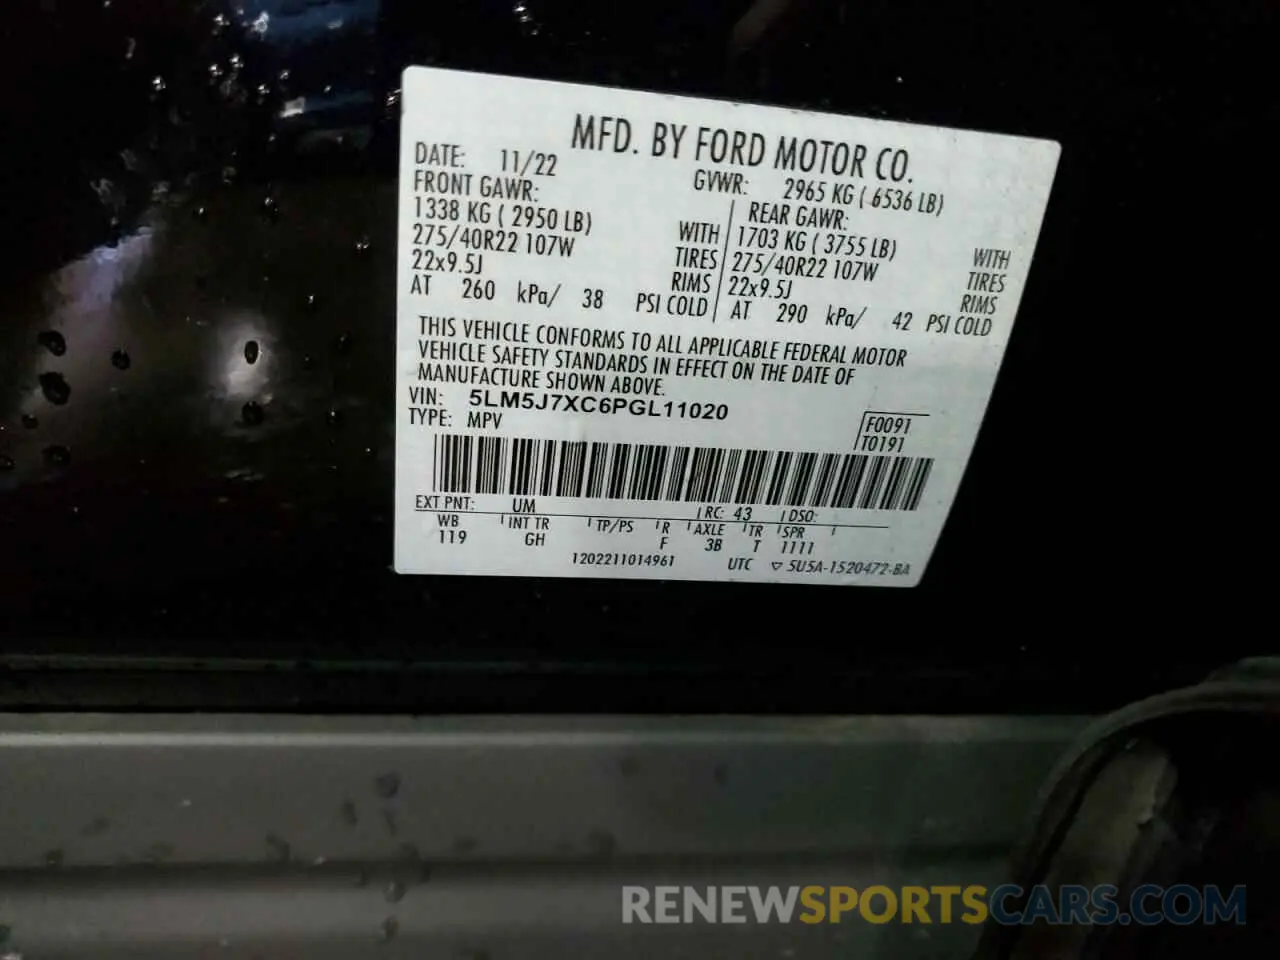 MFD. BY FORD MOTOR CO.
DATE: 11/22
GVWR: 2965 KG ( 6536 LB)
FRONT GAWR:
1338 KG ( 2950 LB) WITH
275/40R22 107W TIRES
22x9.5J RIMS
AT 260 kPa/ 38 PSI COLD
REAR GAWR:
1703 KG ( 3755 LB) WITH
275/40R22 107W TIRES
22x9.5J RIMS
AT 290 kPa/ 42 PSI COLD
THIS VEHICLE CONFORMS TO ALL APPLICABLE FEDERAL MOTOR
VEHICLE SAFETY STANDARDS IN EFFECT ON THE DATE OF
MANUFACTURE SHOWN ABOVE.
VIN: 5LM5J7XC6PGL11020
TYPE: MPV
F0091
T0191
EXT PNT: UM RC: 43 DSO:
WB INT TR TP/PS R AXLE TR SPR
119 GH F 3B T 1111
1202211014961 UTC ▽ 5U5A-1520472-BA
RENEWSPORTSCARS.COM